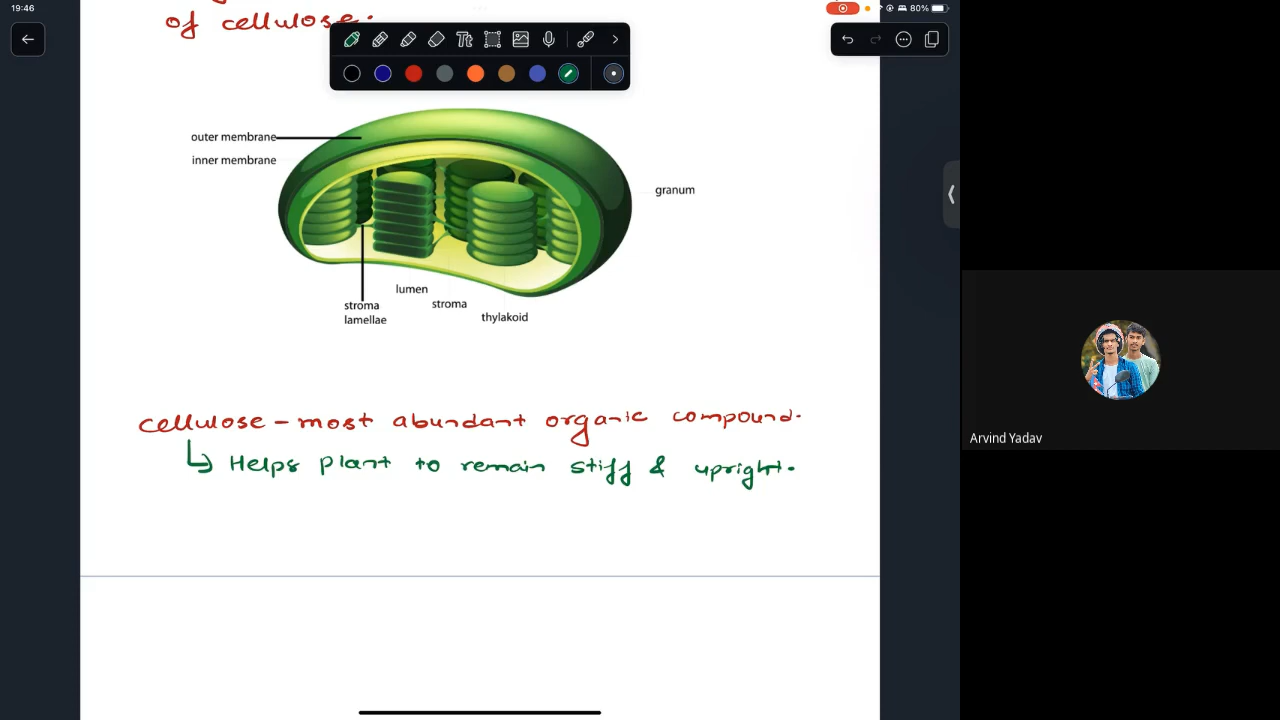 19:46
80%
of cellulose.
Tt
outer membrane
inner membrane
granum
lumen
stroma
lamellae
stroma
thylakoid
cellulose - most abundant organic compound.
Helps plant to remain stiff & upright.
Arvind Yadav